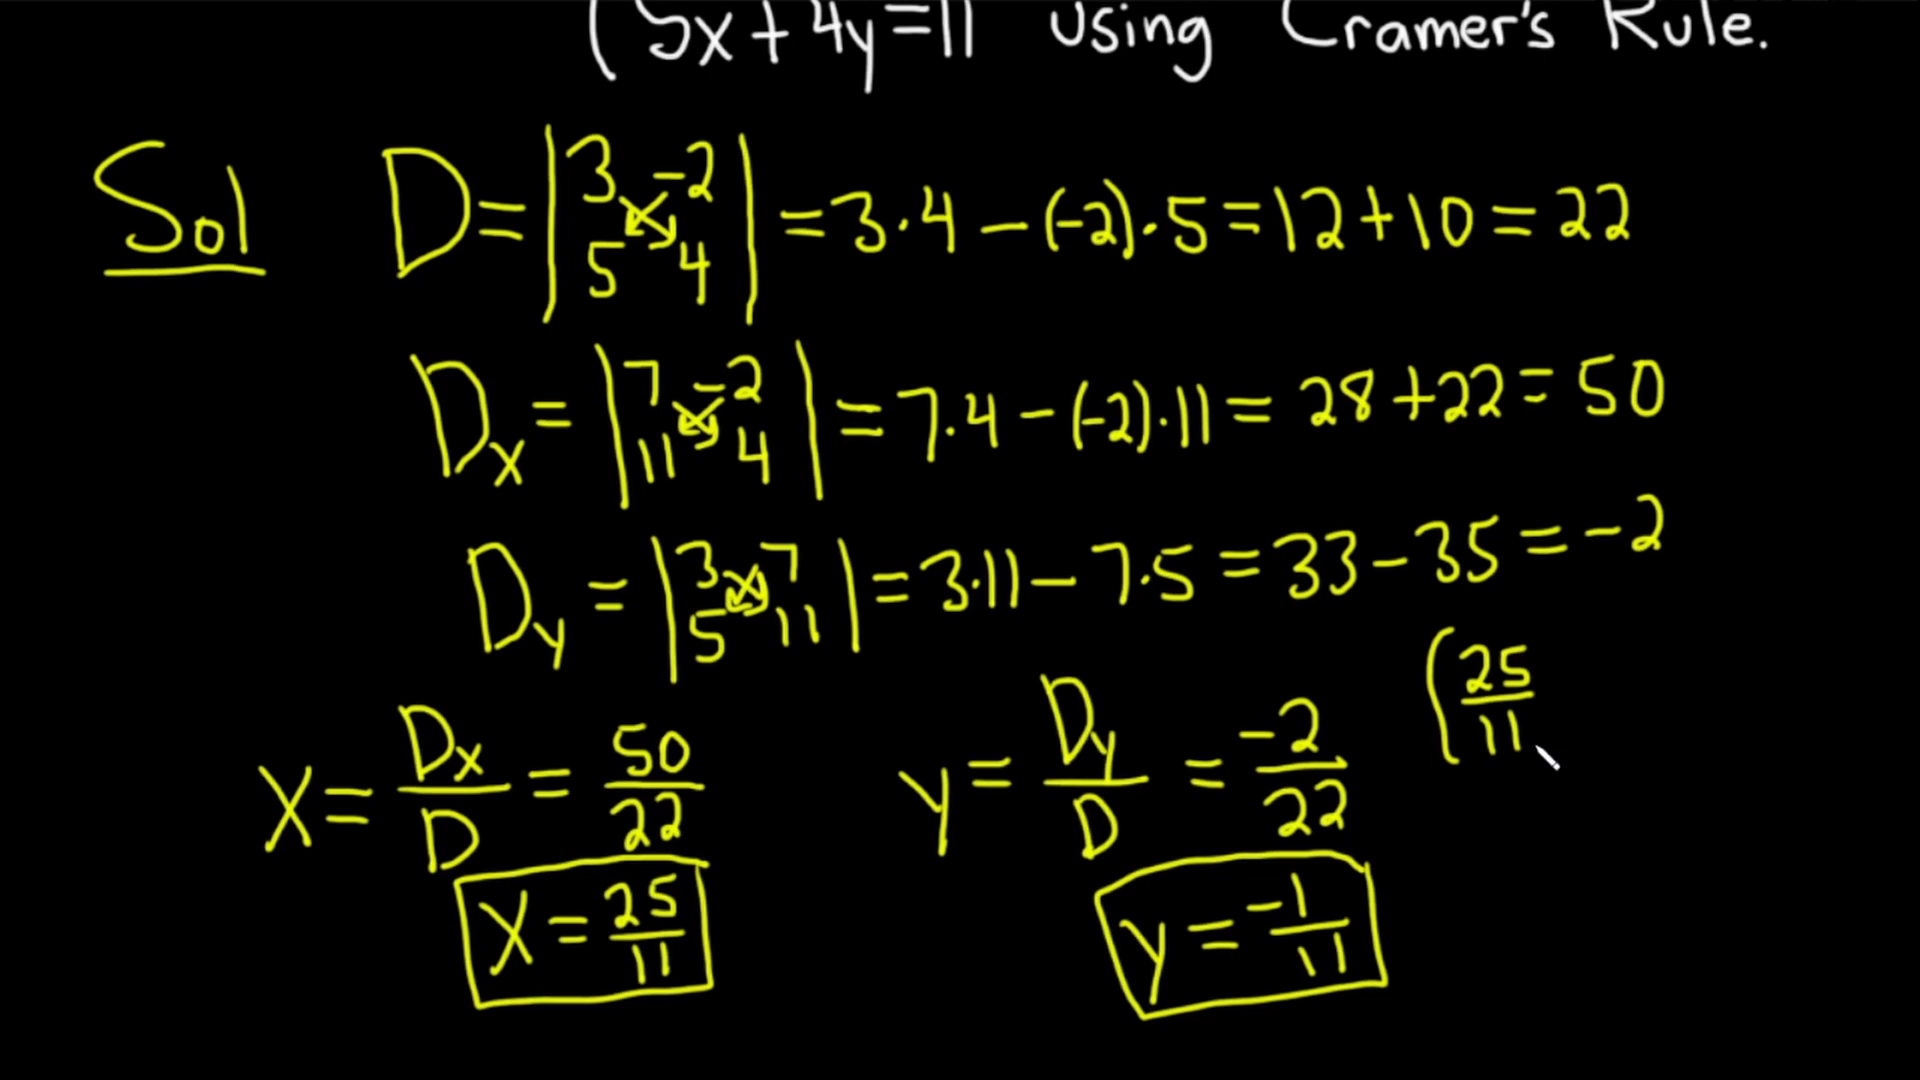 ( 5x+4y=11 using Cramer's Rule.
Sol D = |3 -2; 5 4| = 3·4 - (-2)·5 = 12+10 = 22
Dx = |7 -2; 11 4| = 7·4 - (-2)·11 = 28+22 = 50
Dy = |3 7; 5 11| = 3·11 - 7·5 = 33-35 = -2
x = Dx/D = 50/22 y = Dy/D = -2/22 (25/11
x = 25/11 y = -1/11